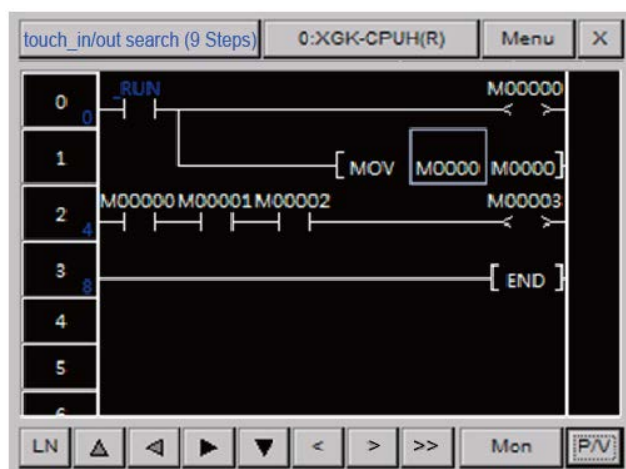 touch_in/out search (9 Steps) 0:XGK-CPUH(R) Menu X
0 0 _RUN M00000
1 MOV M0000 M0000
2 4 M00000 M00001 M00002 M00003
3 8 END
4
5
6
LN < > >> Mon P/V